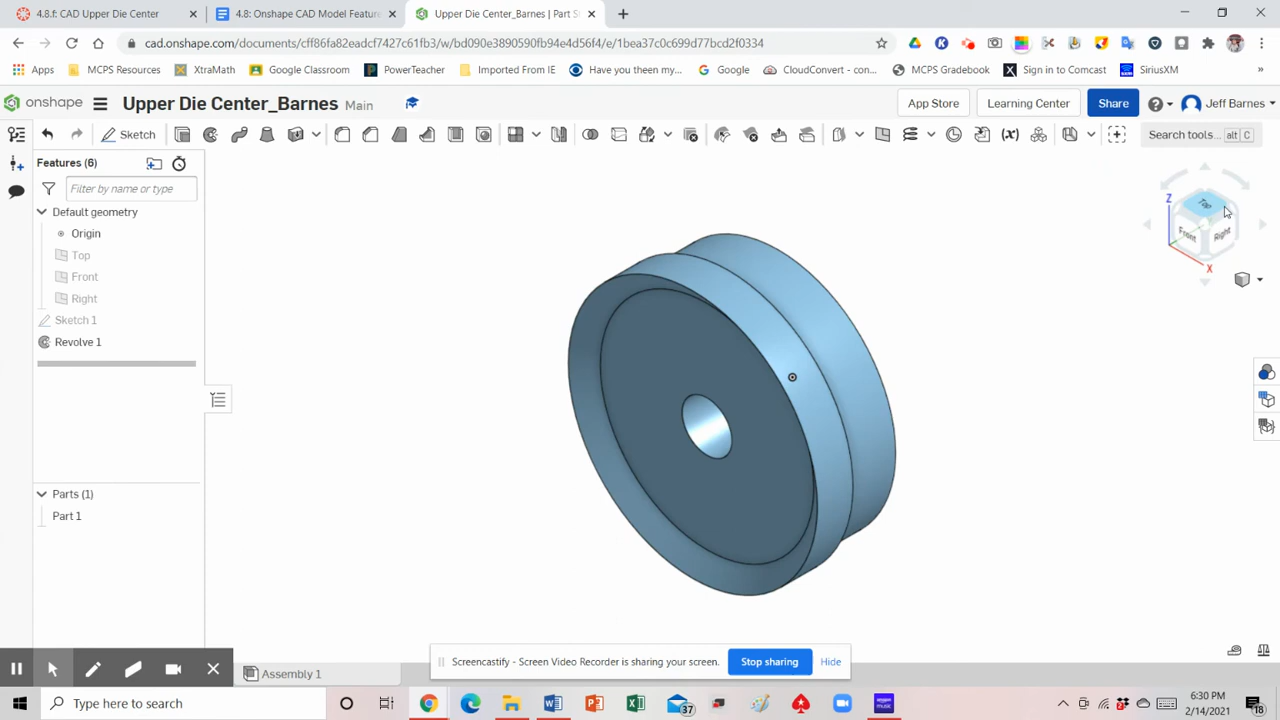 4.8.f: CAD Upper Die Center
4.8: Onshape CAD Model Feature
Upper Die Center_Barnes | Part S
cad.onshape.com/documents/cff06fa82eadcf7427c61fb3/w/bd090e3890590fb94e4d56f4/e/1bea37c0c699d77bcd2f0334
Apps
MCPS Resources
XtraMath
Google Classroom
PowerTeacher
Imported From IE
Have you theen my...
Google
CloudConvert - con...
MCPS Gradebook
Sign in to Comcast
SiriusXM
»
onshape
Upper Die Center_Barnes Main
App Store
Learning Center
Share
Jeff Barnes
Sketch
Search tools... alt C
Features (6)
Filter by name or type
Default geometry
Origin
Top
Front
Right
Sketch 1
Revolve 1
Parts (1)
Part 1
Z
Top
Front
Right
X
Assembly 1
Screencastify - Screen Video Recorder is sharing your screen.
Stop sharing
Hide
Type here to search
37
6:30 PM
2/14/2021
18